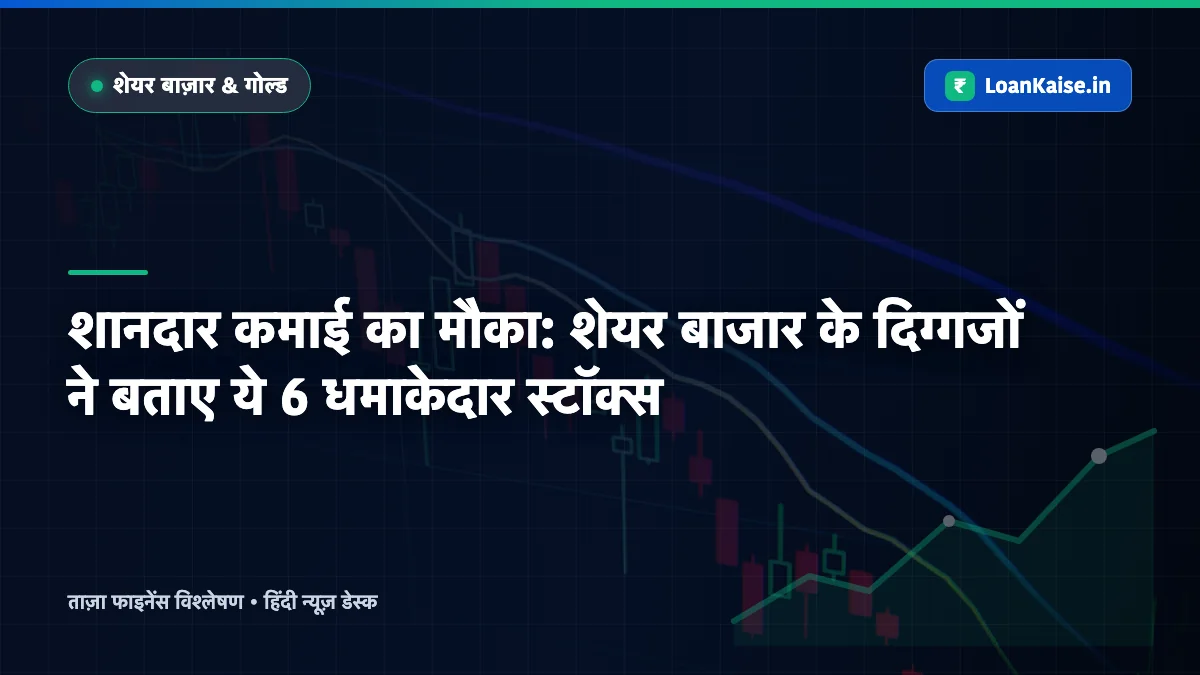 शेयर बाज़ार & गोल्ड
₹ LoanKaise.in
शानदार कमाई का मौका: शेयर बाजार के दिग्गजों
ने बताए ये 6 धमाकेदार स्टॉक्स
ताज़ा फाइनेंस विश्लेषण • हिंदी न्यूज़ डेस्क